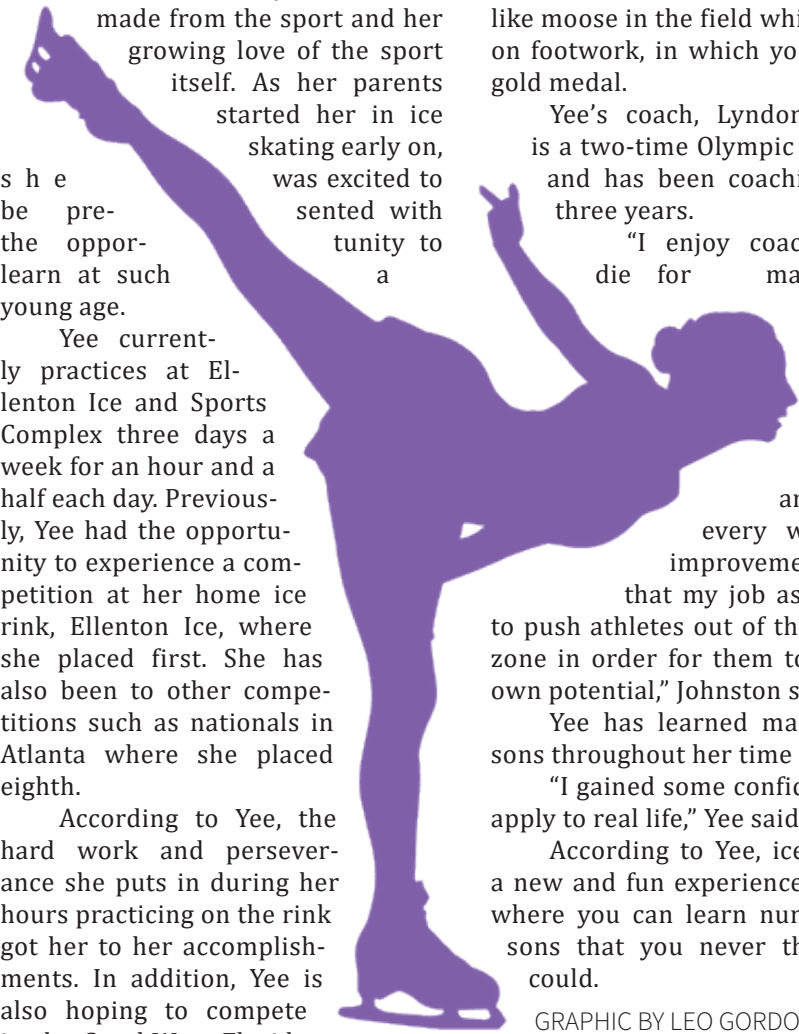 made from the sport and her
growing love of the sport
itself. As her parents
started her in ice
skating early on,
s h e was excited to
be pre- sented with
the oppor- tunity to
learn at such a
young age.
Yee current-
ly practices at El-
lenton Ice and Sports
Complex three days a
week for an hour and a
half each day. Previous-
ly, Yee had the opportu-
nity to experience a com-
petition at her home ice
rink, Ellenton Ice, where
she placed first. She has
also been to other compe-
titions such as nationals in
Atlanta where she placed
eighth.
According to Yee, the
hard work and persever-
ance she puts in during her
hours practicing on the rink
got her to her accomplish-
ments. In addition, Yee is
also hoping to compete
like moose in the field whi
on footwork, in which yo
gold medal.
Yee’s coach, Lyndon
is a two-time Olympic
and has been coachi
three years.
“I enjoy coac
die for ma
an
every w
improveme
that my job as
to push athletes out of th
zone in order for them to
own potential,” Johnston s
Yee has learned ma
sons throughout her time
“I gained some confid
apply to real life,” Yee said
According to Yee, ice
a new and fun experience
where you can learn nun
sons that you never th
could.
GRAPHIC BY LEO GORDO